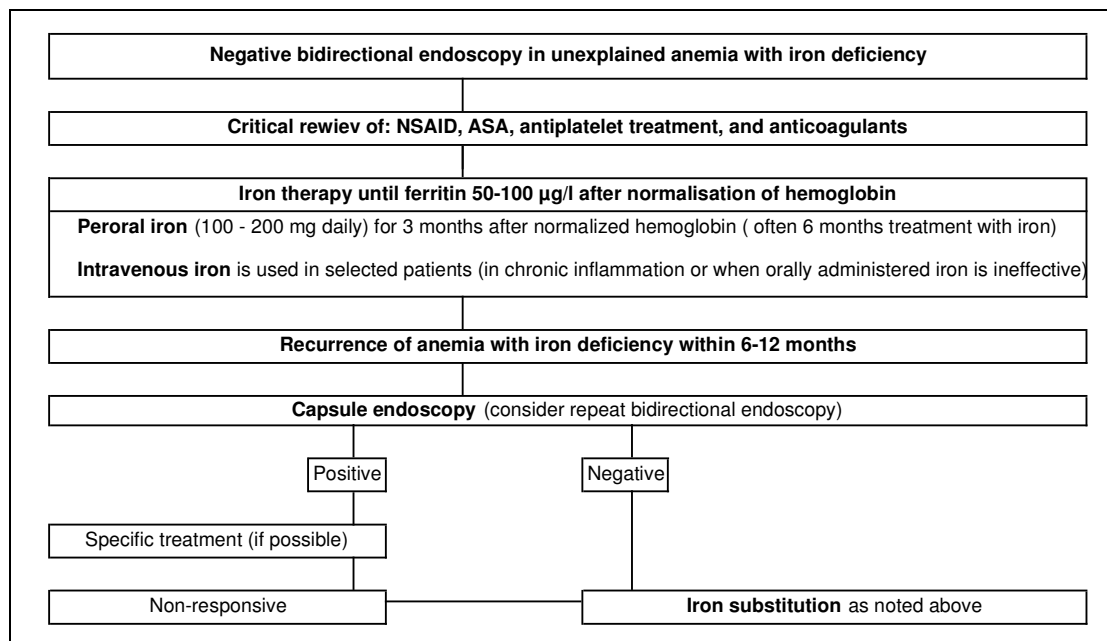 Negative bidirectional endoscopy in unexplained anemia with iron deficiency
Critical rewiev of: NSAID, ASA, antiplatelet treatment, and anticoagulants
Iron therapy until ferritin 50-100 µg/l after normalisation of hemoglobin
Peroral iron (100 - 200 mg daily) for 3 months after normalized hemoglobin ( often 6 months treatment with iron)
Intravenous iron is used in selected patients (in chronic inflammation or when orally administered iron is ineffective)
Recurrence of anemia with iron deficiency within 6-12 months
Capsule endoscopy (consider repeat bidirectional endoscopy)
Positive
Negative
Specific treatment (if possible)
Non-responsive
Iron substitution as noted above